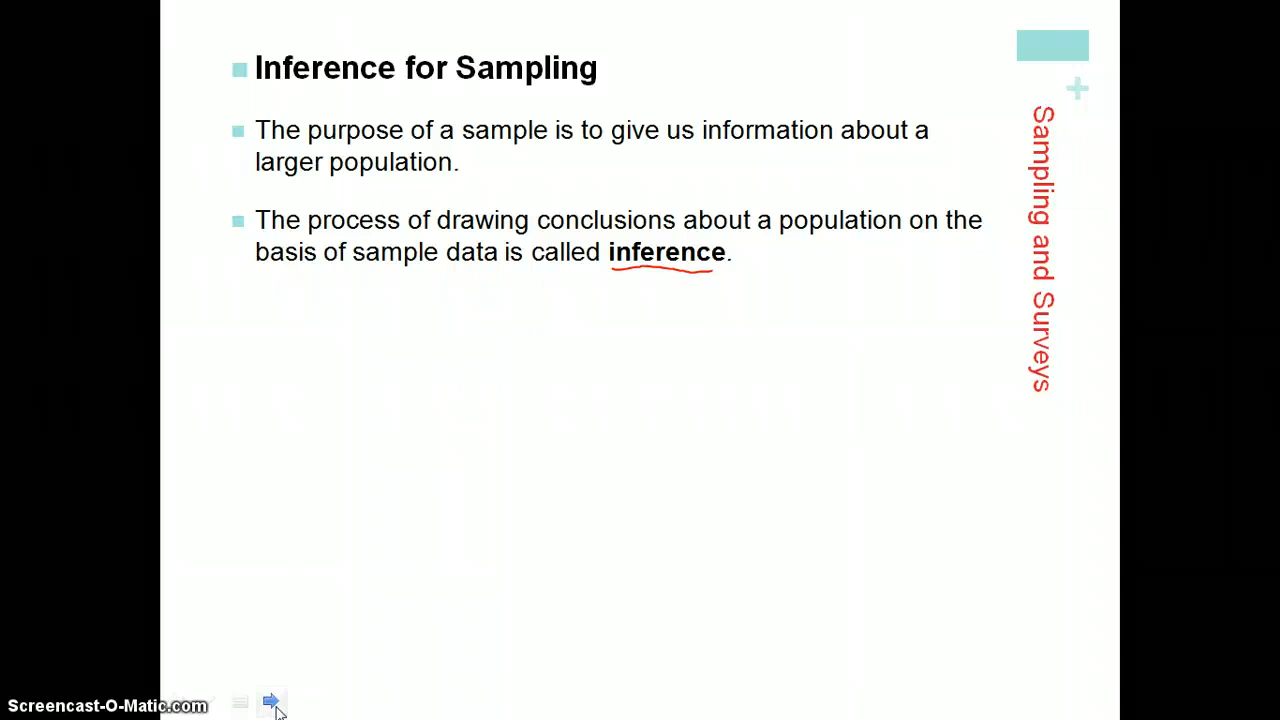 Inference for Sampling
The purpose of a sample is to give us information about a
larger population.
The process of drawing conclusions about a population on the
basis of sample data is called inference.
+
Sampling and Surveys
Screencast-O-Matic.com